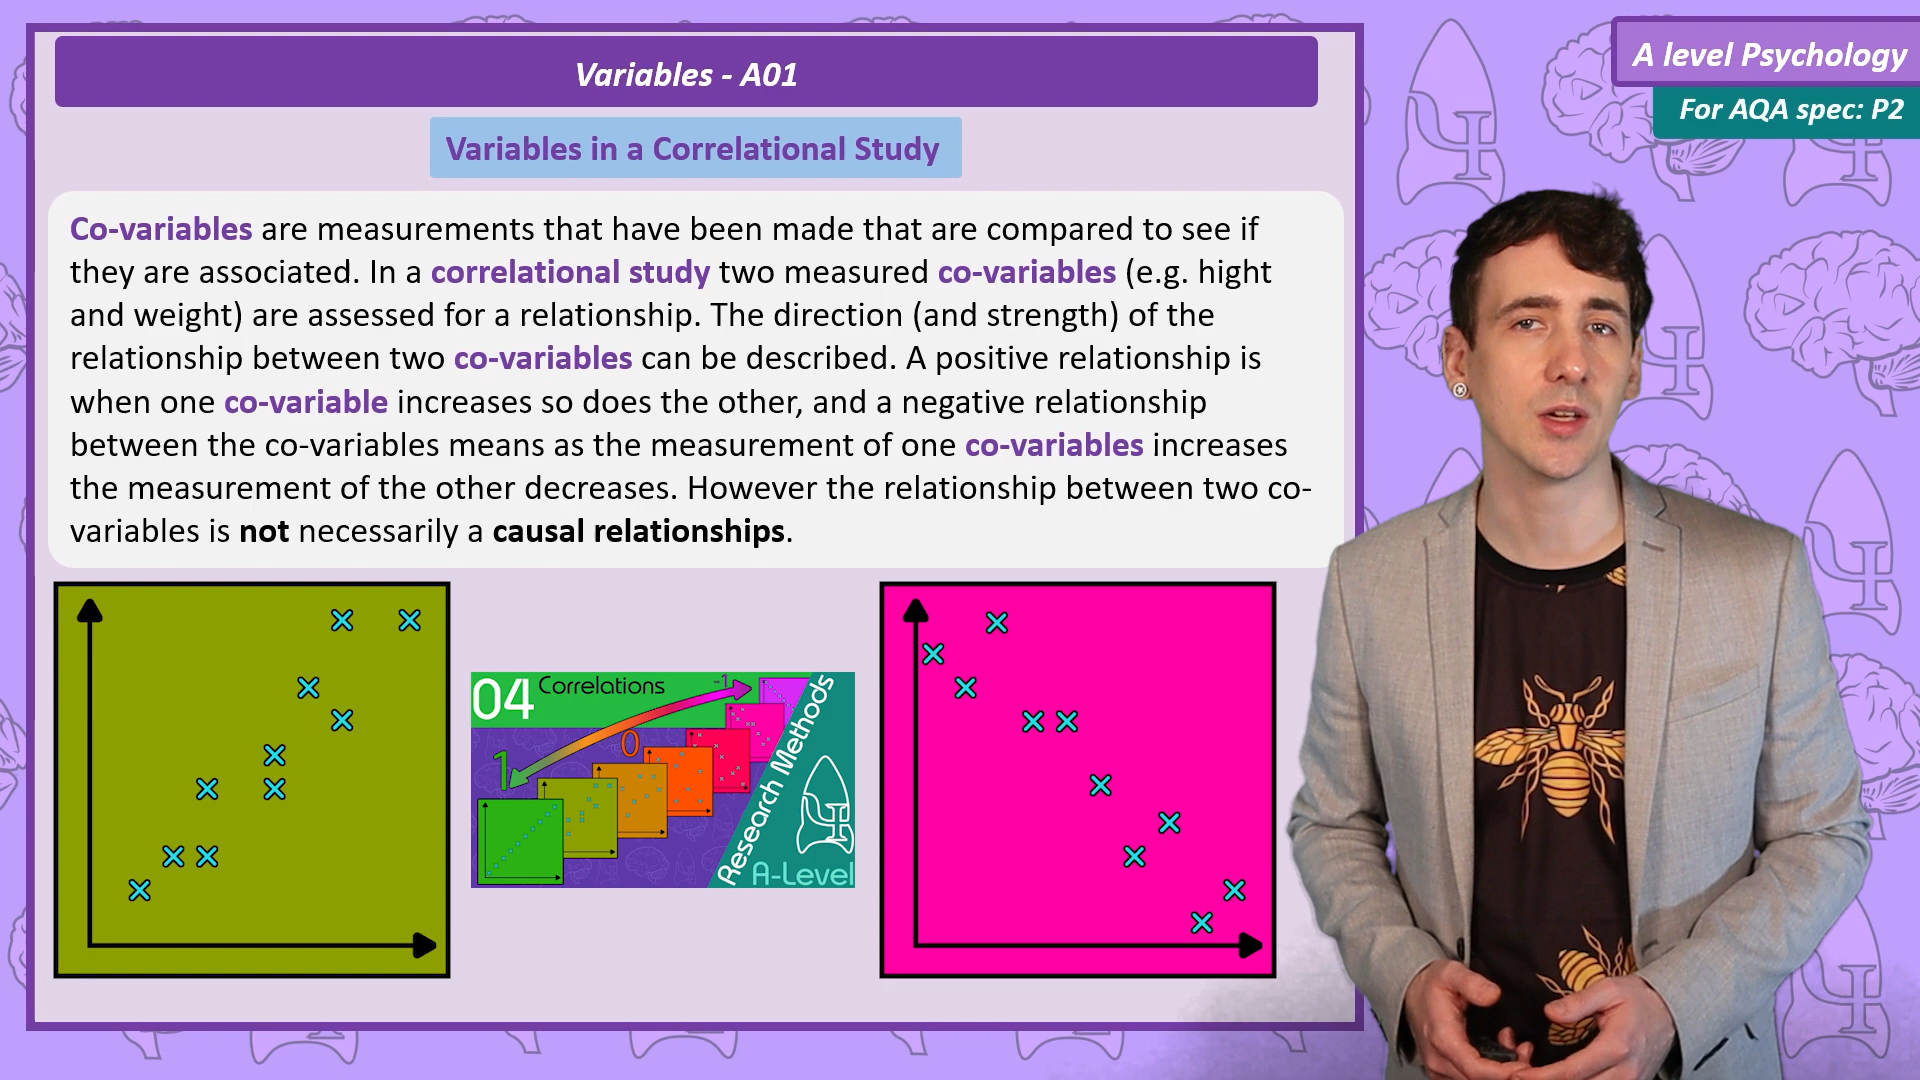 Variables - A01
A level Psychology
For AQA spec: P2
Variables in a Correlational Study
Co-variables are measurements that have been made that are compared to see if
they are associated. In a correlational study two measured co-variables (e.g. hight
and weight) are assessed for a relationship. The direction (and strength) of the
relationship between two co-variables can be described. A positive relationship is
when one co-variable increases so does the other, and a negative relationship
between the co-variables means as the measurement of one co-variables increases
the measurement of the other decreases. However the relationship between two co-
variables is not necessarily a causal relationships.
04 Correlations
-1
0
1
Research Methods
A-Level